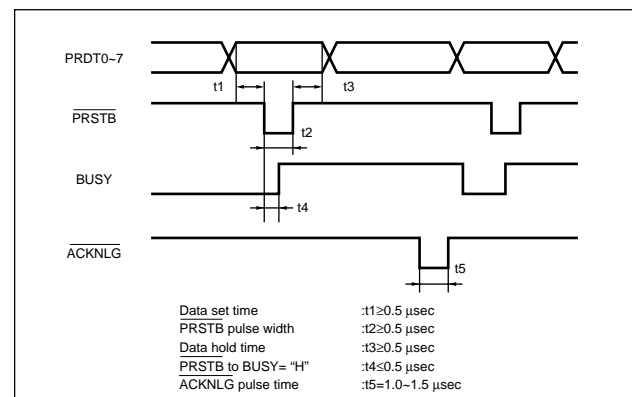 PRDT0~7
t1
t3
PRSTB
t2
BUSY
t4
ACKNLG
t5
Data set time :t1≥0.5 μsec
PRSTB pulse width :t2≥0.5 μsec
Data hold time :t3≥0.5 μsec
PRSTB to BUSY= “H” :t4≤0.5 μsec
ACKNLG pulse time :t5=1.0~1.5 μsec